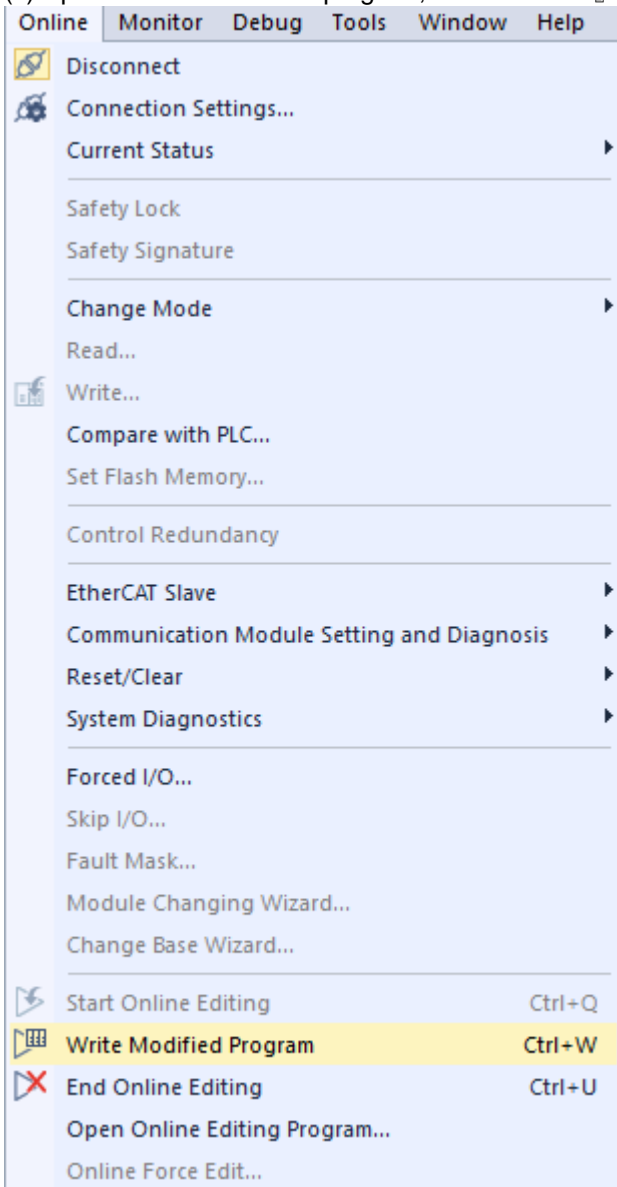 Online Monitor Debug Tools Window Help
Disconnect
Connection Settings...
Current Status
Safety Lock
Safety Signature
Change Mode
Read...
Write...
Compare with PLC...
Set Flash Memory...
Control Redundancy
EtherCAT Slave
Communication Module Setting and Diagnosis
Reset/Clear
System Diagnostics
Forced I/O...
Skip I/O...
Fault Mask...
Module Changing Wizard...
Change Base Wizard...
Start Online Editing Ctrl+Q
Write Modified Program Ctrl+W
End Online Editing Ctrl+U
Open Online Editing Program...
Online Force Edit...